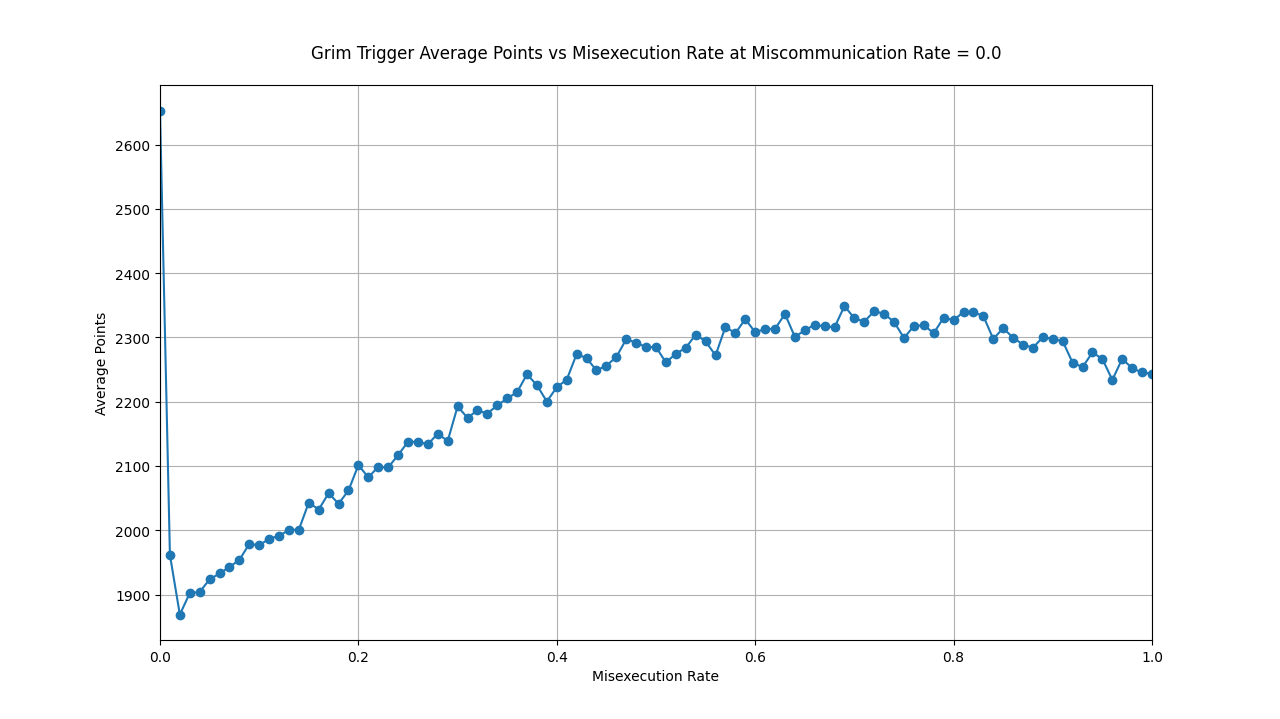 Grim Trigger Average Points vs Misexecution Rate at Miscommunication Rate = 0.0
2600
2500
2400
2300
2200
2100
2000
1900
Average Points
0.0 0.2 0.4 0.6 0.8 1.0
Misexecution Rate